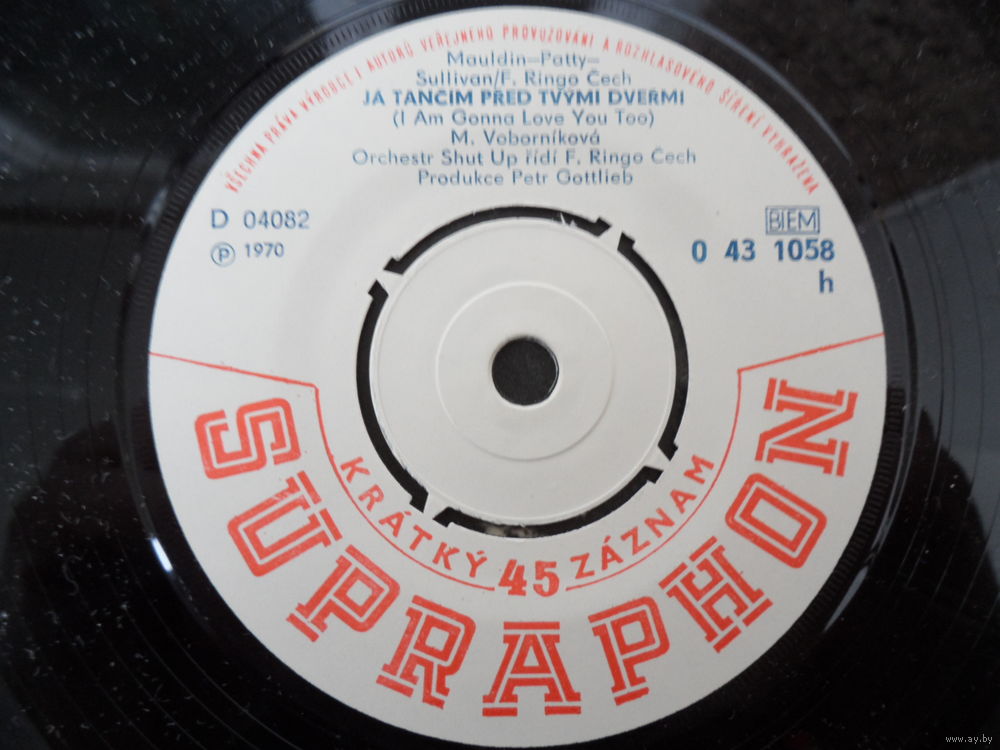 VŠECHNA PRÁVA VÝROBCE I AUTORŮ VEŘEJNÉHO PROVOZOVÁNÍ A ROZHLASOVÉHO ŠÍŘENÍ VYHRAŽENA
Mauldin–Patty–
Sullivan/F. Ringo Čech
JÁ TANČÍM PŘED TVÝMI DVEŘMI
(I Am Gonna Love You Too)
M. Voborníková
Orchestr Shut Up řídí F. Ringo Čech
Produkce Petr Gottlieb
D 04082
℗ 1970
BIEM
0 43 1058
h
KRÁTKÝ 45 ZÁZNAM
SUPRAPHON
www.ay.by